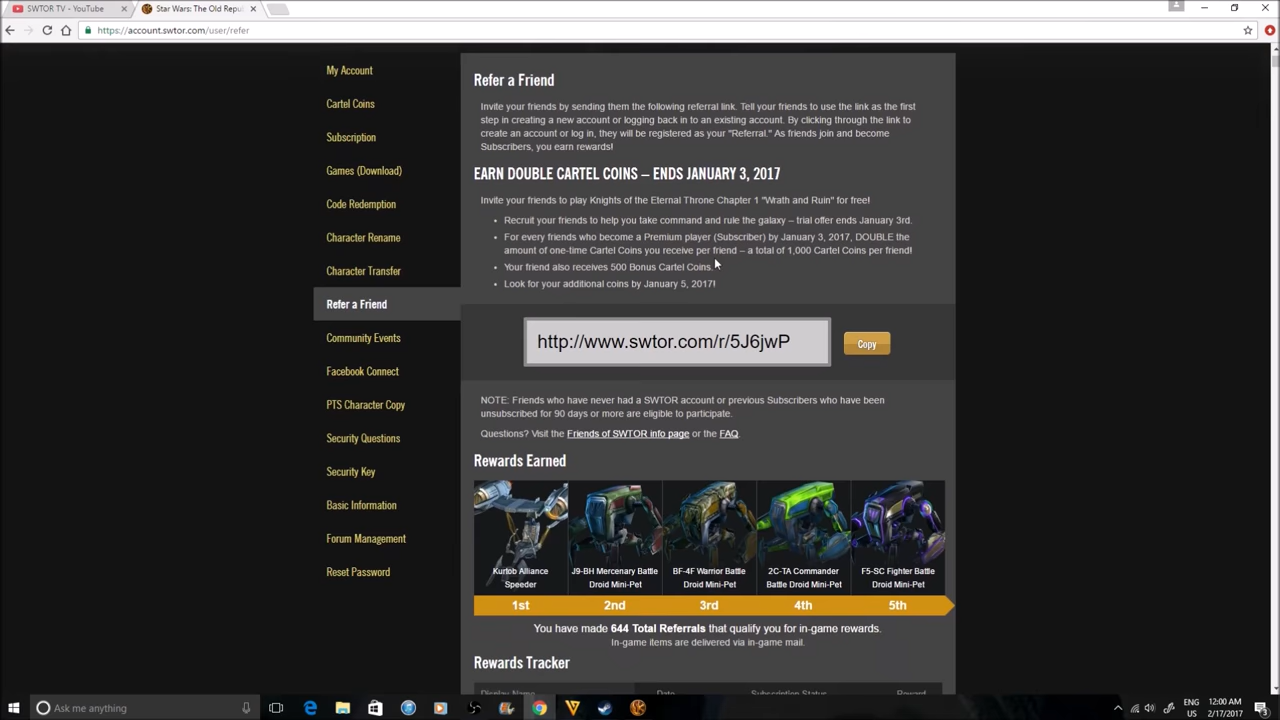 SWTOR TV - YouTube
Star Wars: The Old Repu
https://account.swtor.com/user/refer
My Account
Cartel Coins
Subscription
Games (Download)
Code Redemption
Character Rename
Character Transfer
Refer a Friend
Community Events
Facebook Connect
PTS Character Copy
Security Questions
Security Key
Basic Information
Forum Management
Reset Password
Refer a Friend
Invite your friends by sending them the following referral link. Tell your friends to use the link as the first
step in creating a new account or logging back in to an existing account. By clicking through the link to
create an account or log in, they will be registered as your "Referral." As friends join and become
Subscribers, you earn rewards!
EARN DOUBLE CARTEL COINS – ENDS JANUARY 3, 2017
Invite your friends to play Knights of the Eternal Throne Chapter 1 "Wrath and Ruin" for free!
• Recruit your friends to help you take command and rule the galaxy – trial offer ends January 3rd.
• For every friends who become a Premium player (Subscriber) by January 3, 2017, DOUBLE the
amount of one-time Cartel Coins you receive per friend – a total of 1,000 Cartel Coins per friend!
• Your friend also receives 500 Bonus Cartel Coins.
• Look for your additional coins by January 5, 2017!
http://www.swtor.com/r/5J6jwP
Copy
NOTE: Friends who have never had a SWTOR account or previous Subscribers who have been
unsubscribed for 90 days or more are eligible to participate.
Questions? Visit the Friends of SWTOR info page or the FAQ.
Rewards Earned
Kurtob Alliance
Speeder
J9-BH Mercenary Battle
Droid Mini-Pet
BF-4F Warrior Battle
Droid Mini-Pet
2C-TA Commander
Battle Droid Mini-Pet
F5-SC Fighter Battle
Droid Mini-Pet
1st 2nd 3rd 4th 5th
You have made 644 Total Referrals that qualify you for in-game rewards.
In-game items are delivered via in-game mail.
Rewards Tracker
Display Name Date Subscription Status Reward
Ask me anything
ENG
US
12:00 AM
2/17/2017